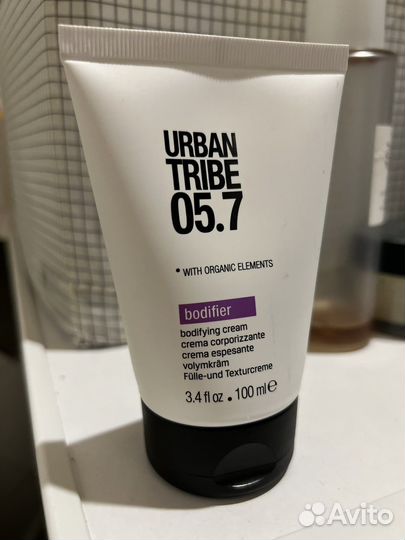 URBAN
TRIBE
05.7
• WITH ORGANIC ELEMENTS
bodifier
bodifying cream
crema corporizzante
crema espesante
volymkräm
Fülle-und Texturcreme
3.4 fl oz • 100 ml ℮
Avito